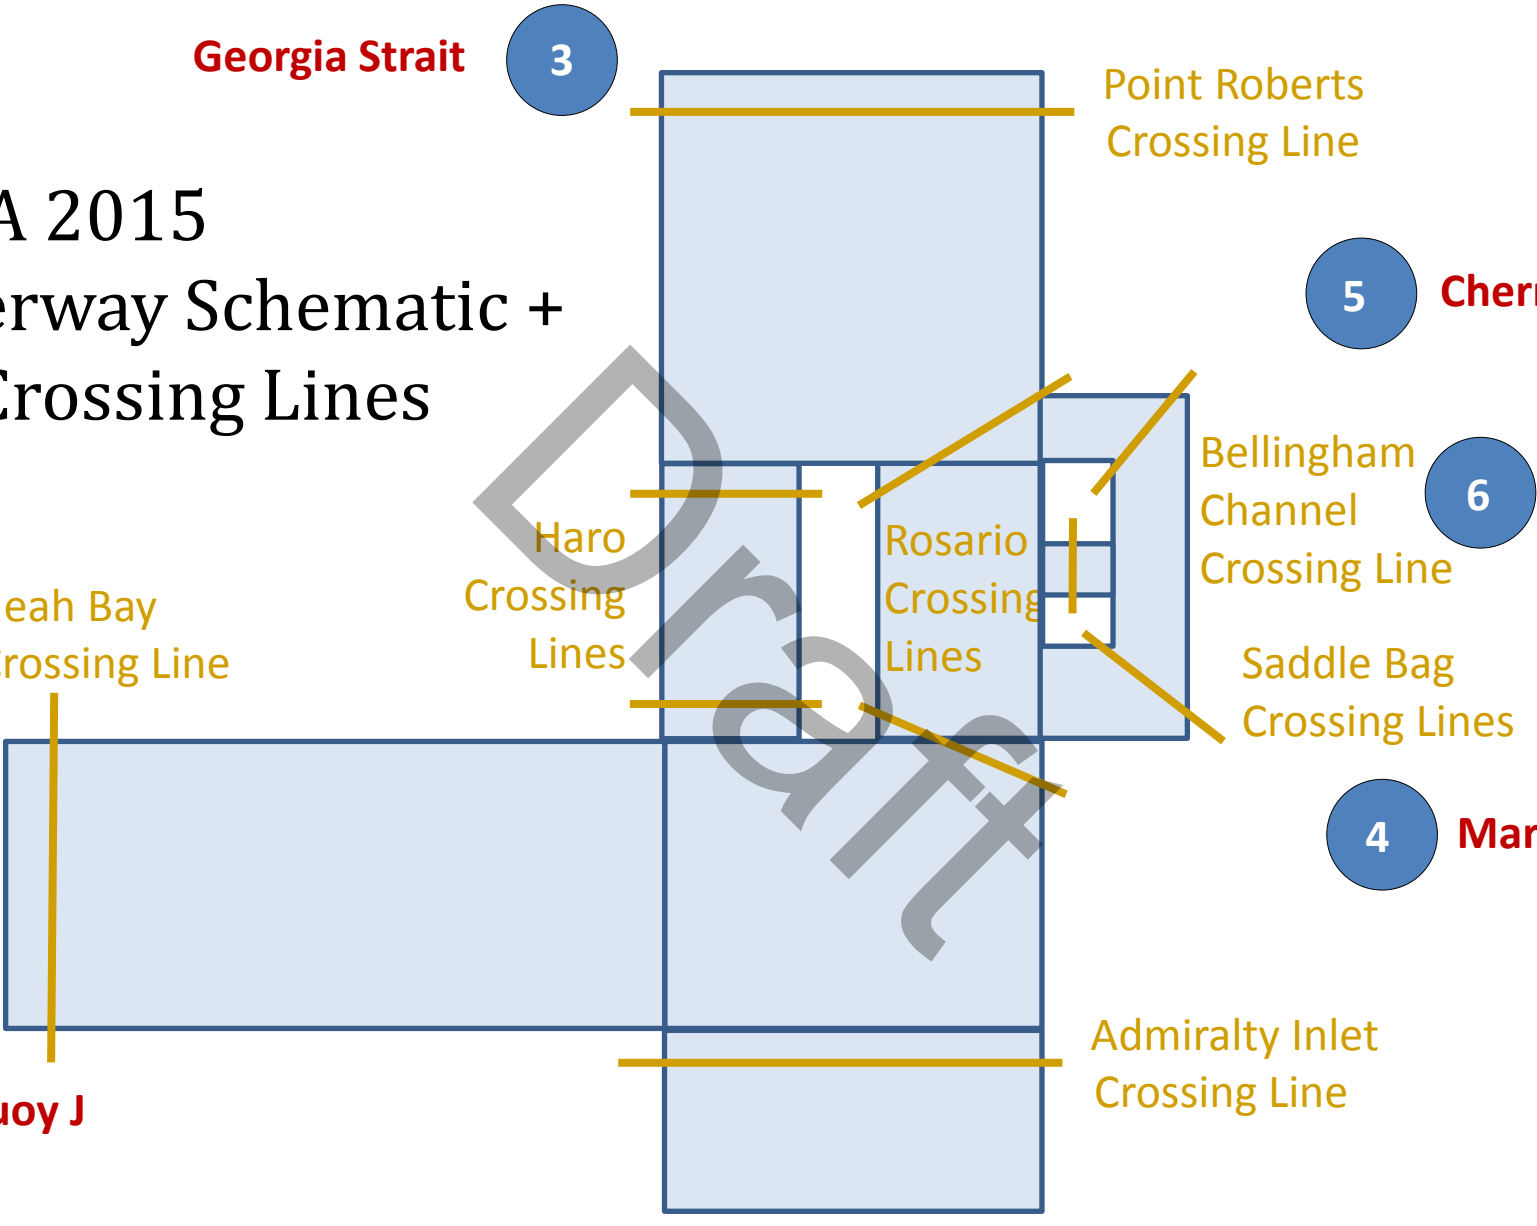 Georgia Strait
3
Point Roberts
Crossing Line
A 2015
erway Schematic +
Crossing Lines
5
Cherr
Bellingham
Channel
Crossing Line
6
Haro
Crossing
Lines
Rosario
Crossing
Lines
eah Bay
Crossing Line
Saddle Bag
Crossing Lines
4
Mar
Draft
Admiralty Inlet
Crossing Line
uoy J